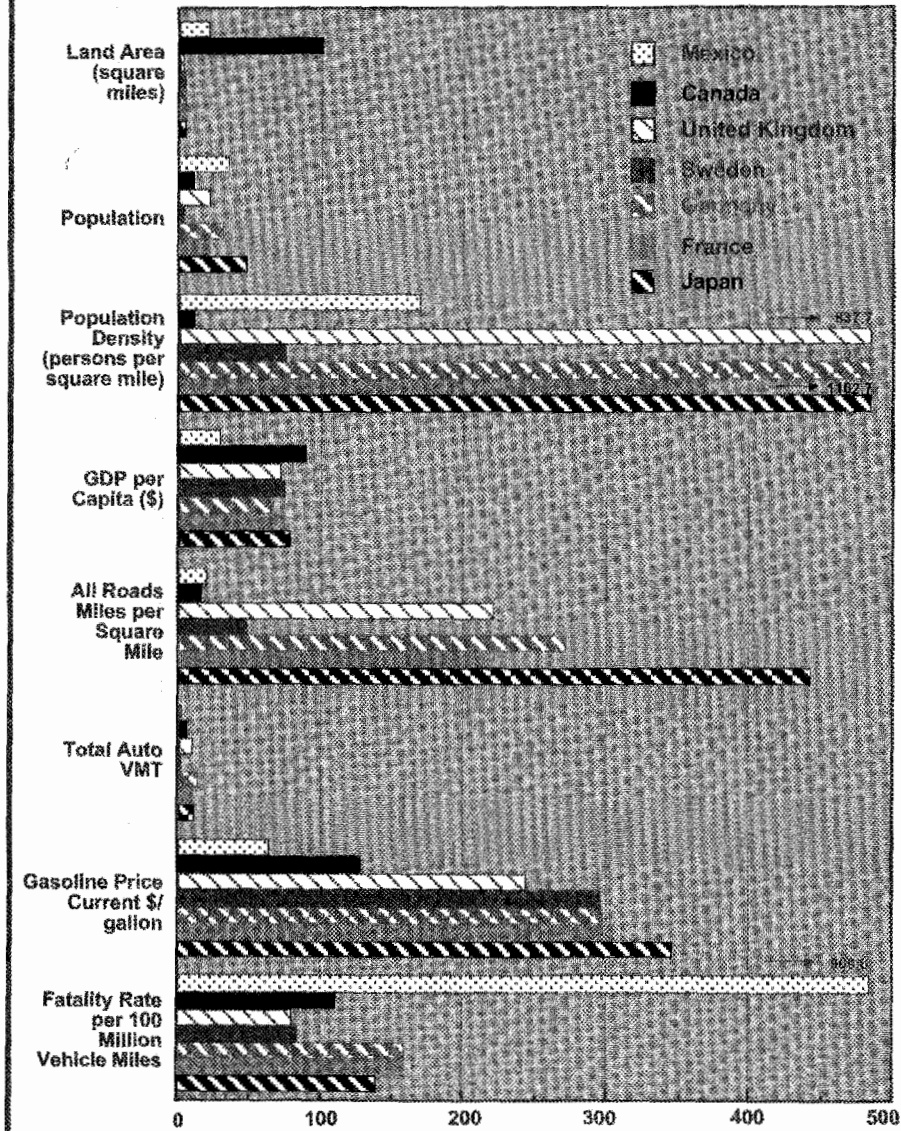 Land Area
(square
miles)
Mexico
Canada
United Kingdom
Sweden
Germany
France
Japan
Population
Population
Density
(persons per
square mile)
1102.7
GDP per
Capita ($)
All Roads
Miles per
Square
Mile
Total Auto
VMT
Gasoline Price
Current $/
gallon
Fatality Rate
per 100
Million
Vehicle Miles
0 100 200 300 400 500